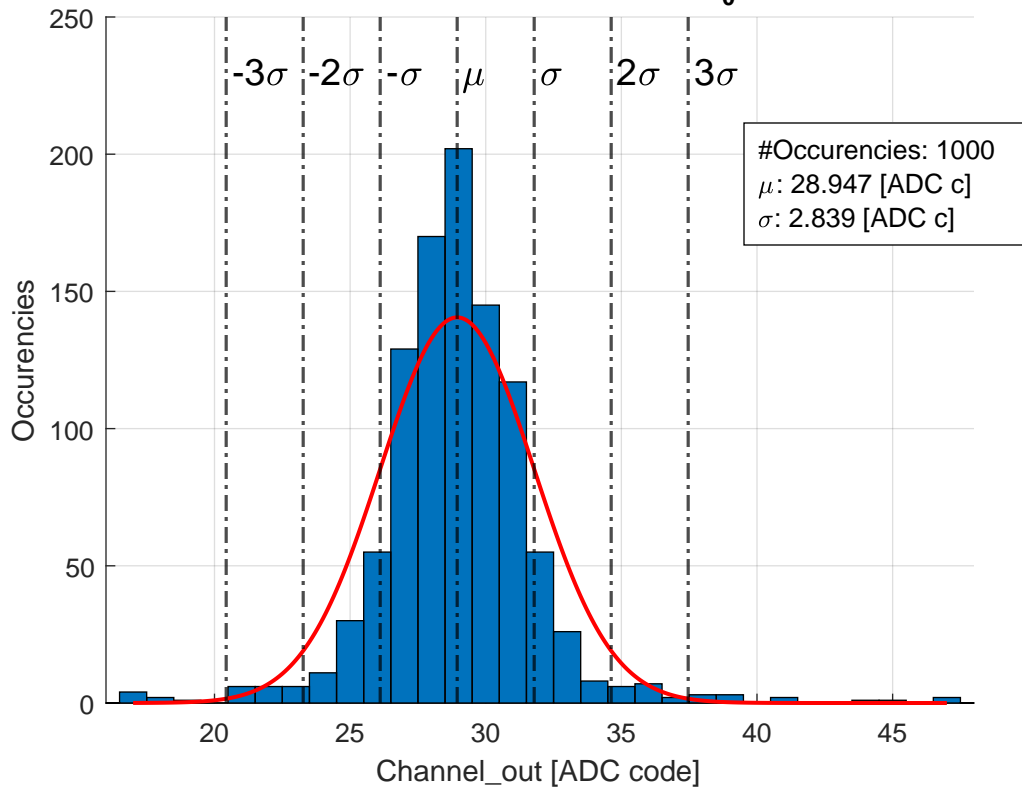 250
200
150
100
50
0
-3σ -2σ -σ μ σ 2σ 3σ
#Occurencies: 1000
μ: 28.947 [ADC c]
σ: 2.839 [ADC c]
Occurencies
20 25 30 35 40 45
Channel_out [ADC code]